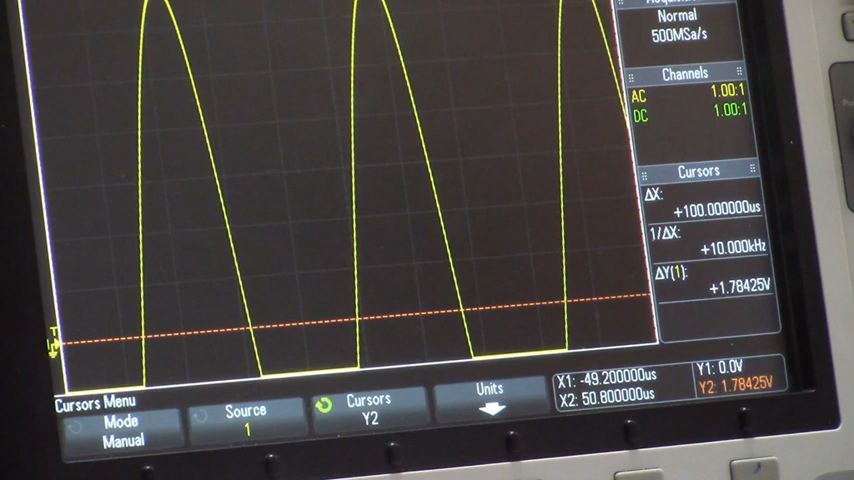 Normal
500MSa/s
Channels
AC 1.00:1
DC 1.00:1
Cursors
ΔX:
+100.000000us
1/ΔX:
+10.000kHz
ΔY(1):
+1.78425V
T
Cursors Menu
Mode
Manual
Source
1
Cursors
Y2
Units
X1: -49.200000us
X2: 50.800000us
Y1: 0.0V
Y2: 1.78425V